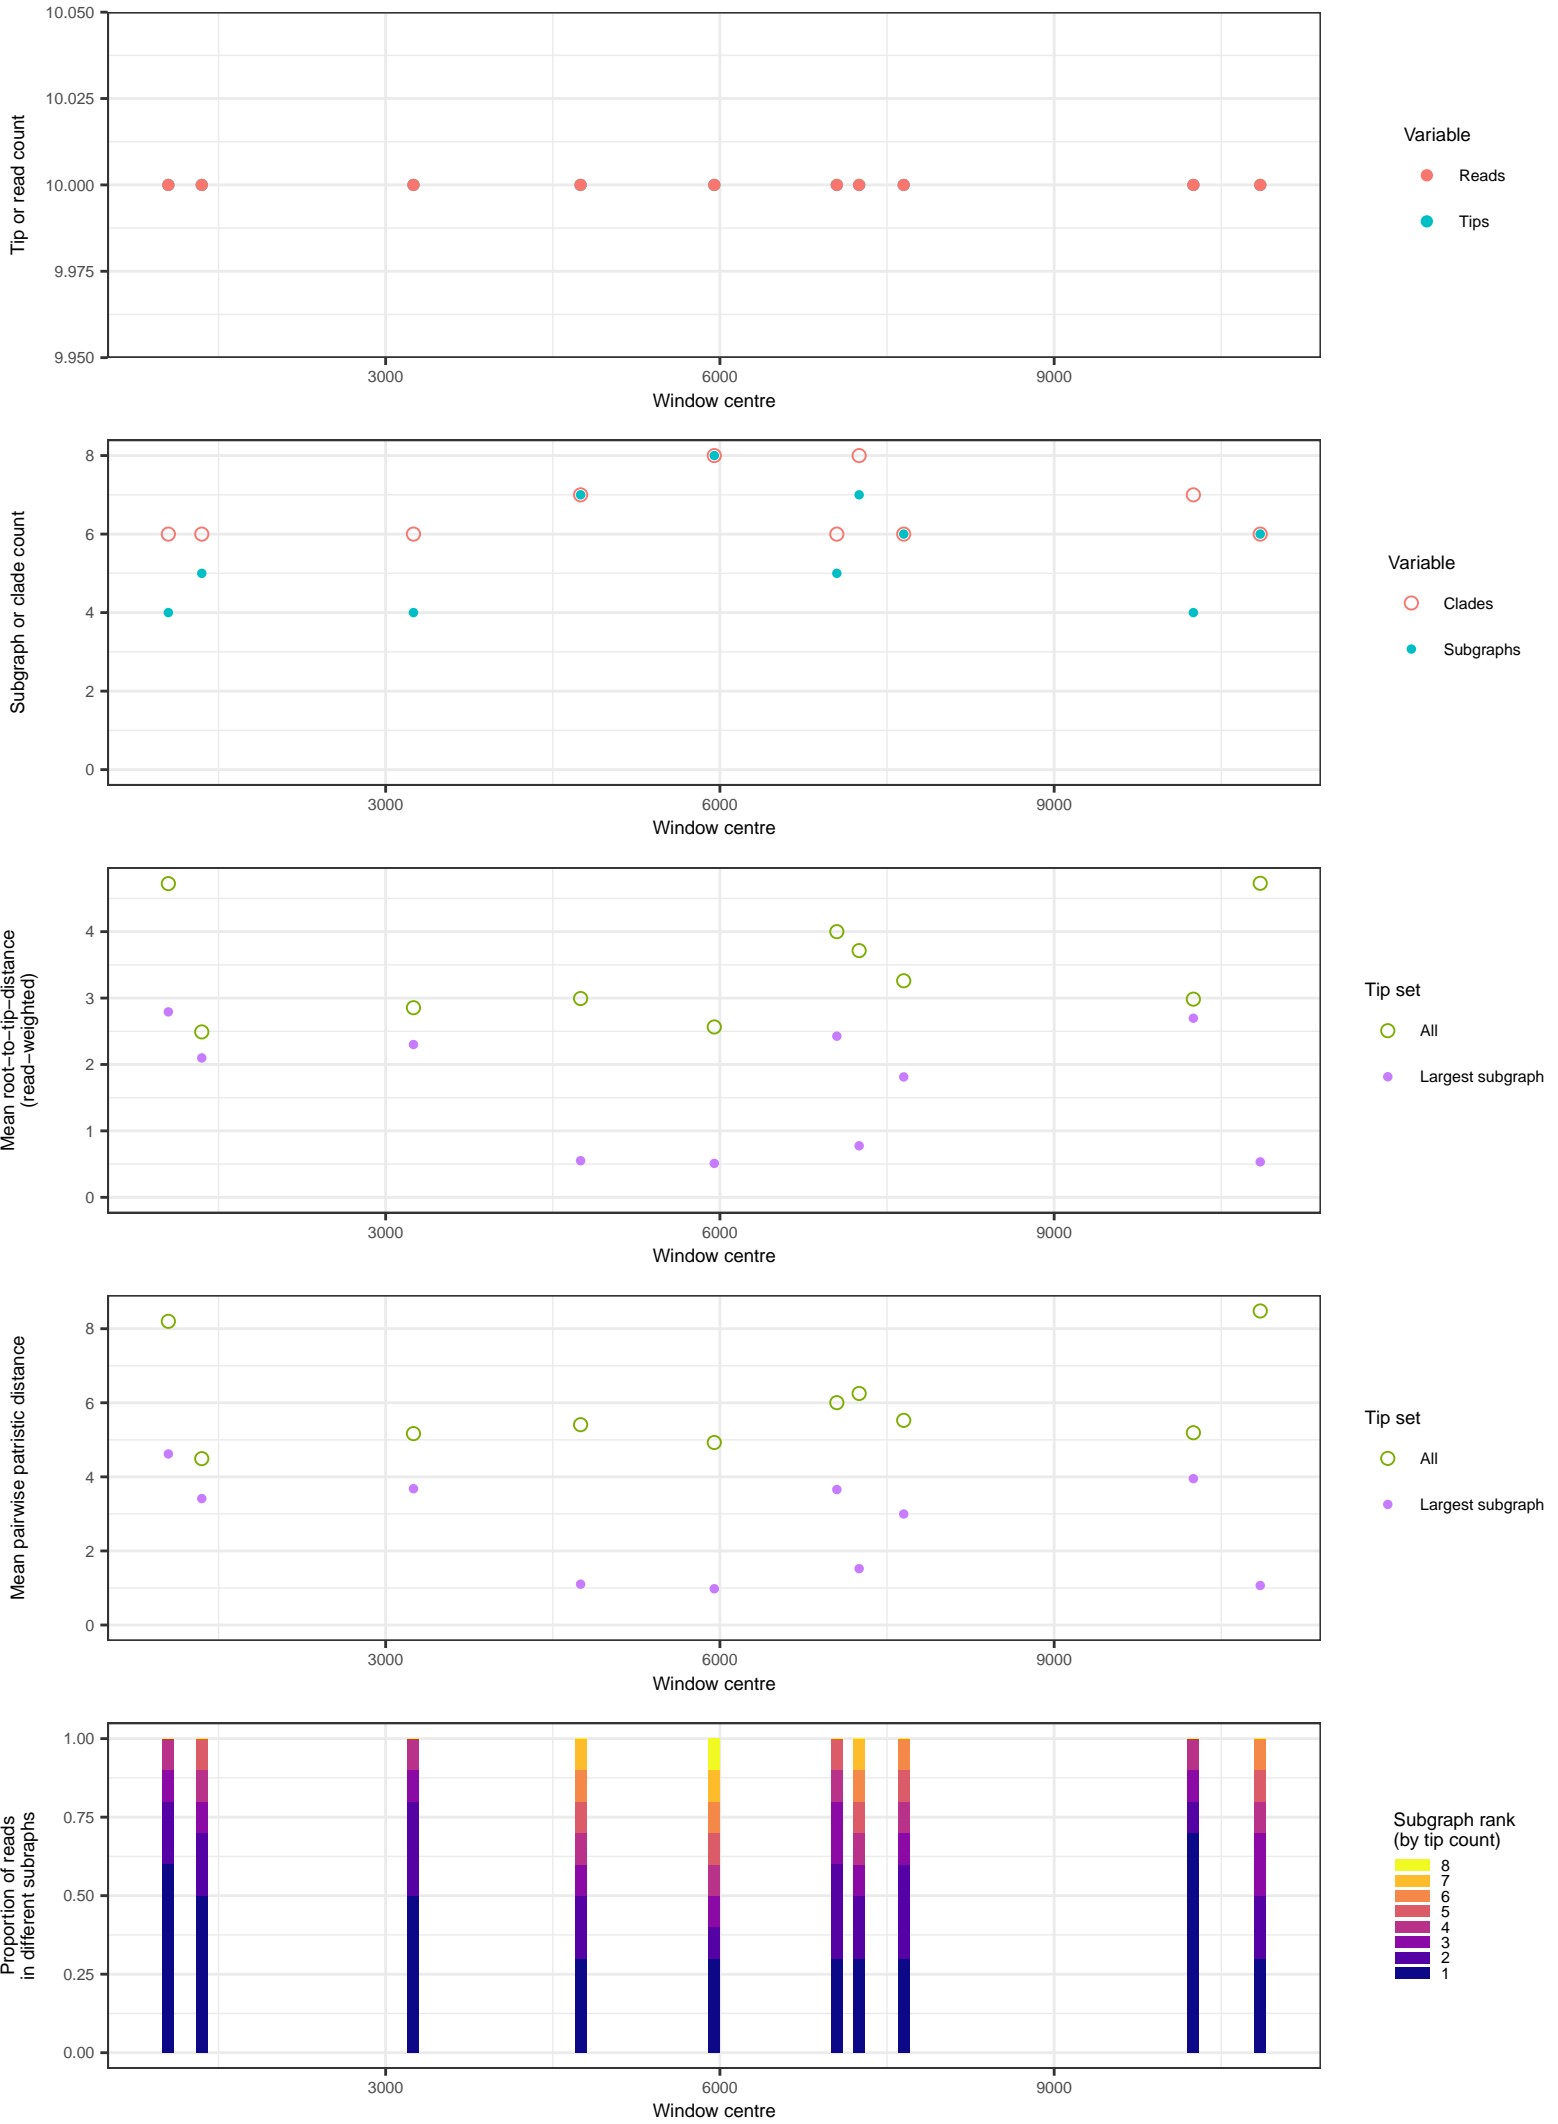 10.050
10.025
10.000
9.975
9.950
Tip or read count
3000 6000 9000
Window centre
Variable
Reads
Tips
8
6
4
2
0
Subgraph or clade count
3000 6000 9000
Window centre
Variable
Clades
Subgraphs
4
3
2
1
0
Mean root−to−tip−distance
(read−weighted)
3000 6000 9000
Window centre
Tip set
All
Largest subgraph
8
6
4
2
0
Mean pairwise patristic distance
3000 6000 9000
Window centre
Tip set
All
Largest subgraph
1.00
0.75
0.50
0.25
0.00
Proportion of reads
in different subraphs
3000 6000 9000
Window centre
Subgraph rank
(by tip count)
8
7
6
5
4
3
2
1